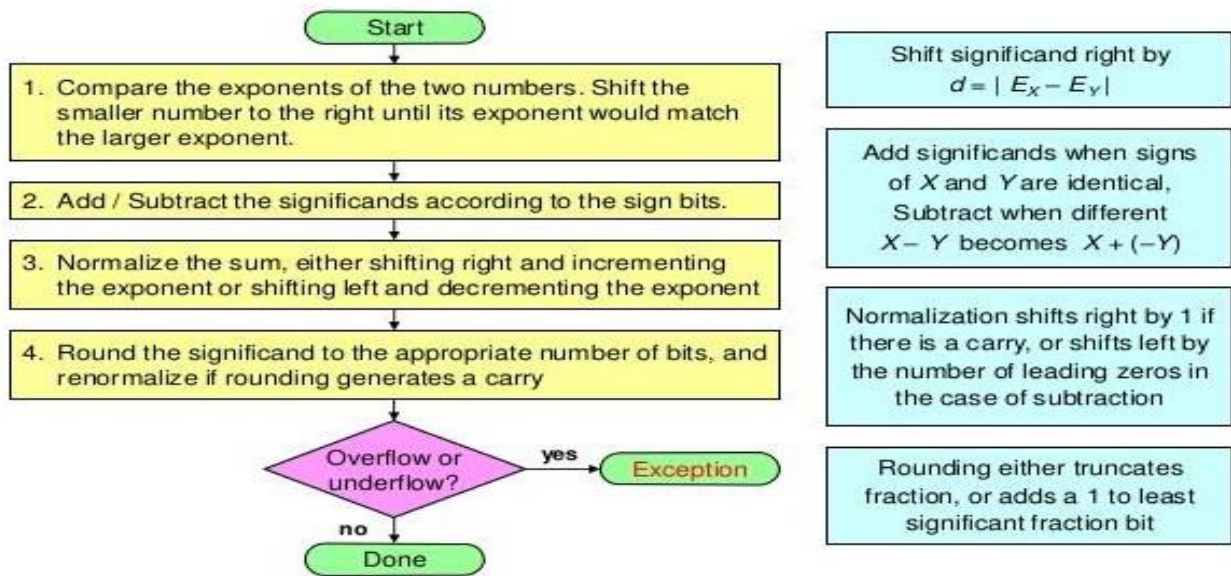 Start
1. Compare the exponents of the two numbers. Shift the
smaller number to the right until its exponent would match
the larger exponent.
2. Add / Subtract the significands according to the sign bits.
3. Normalize the sum, either shifting right and incrementing
the exponent or shifting left and decrementing the exponent
4. Round the significand to the appropriate number of bits, and
renormalize if rounding generates a carry
Overflow or
underflow?
yes
Exception
no
Done
Shift significand right by
d = | E_X – E_Y |
Add significands when signs
of X and Y are identical,
Subtract when different
X – Y becomes X + (–Y)
Normalization shifts right by 1 if
there is a carry, or shifts left by
the number of leading zeros in
the case of subtraction
Rounding either truncates
fraction, or adds a 1 to least
significant fraction bit